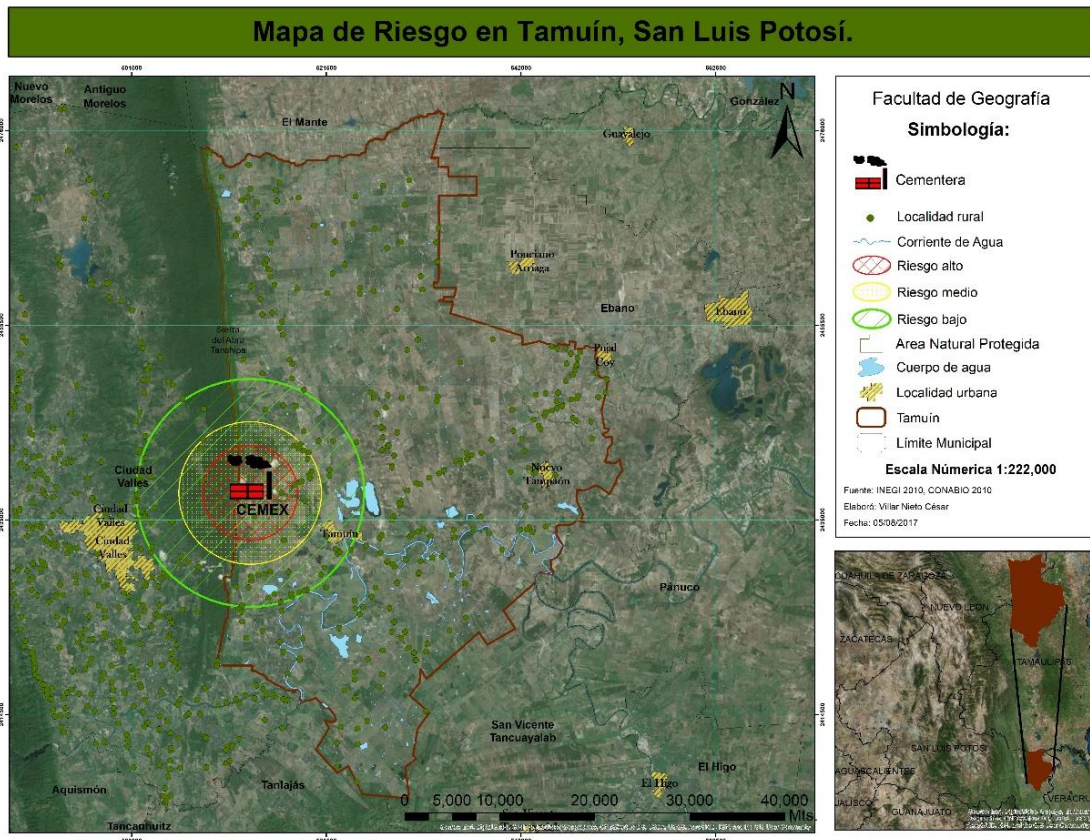 Mapa de Riesgo en Tamuín, San Luis Potosí.
Nuevo
Morelos
Antiguo
Morelos
El Mante
González
N
Guayalejo
Ponciano
Arriaga
Ebano
Ebano
Sierra
del Abra
Tanchipa
Pujal
Coy
Ciudad
Valles
Nuevo
Tampaón
CEMEX
Ciudad
Valles
Ciudad
Valles
Tamuín
Pánuco
San Vicente
Tancuayalab
El Higo
El Higo
Aquismón
Tanlajás
Tancanhuitz
0 5,000 10,000 20,000 30,000 40,000
Mts.
Facultad de Geografía
Simbología:
Cementera
Localidad rural
Corriente de Agua
Riesgo alto
Riesgo medio
Riesgo bajo
Area Natural Protegida
Cuerpo de agua
Localidad urbana
Tamuín
Límite Municipal
Escala Númerica 1:222,000
Fuente: INEGI 2010, CONABIO 2010
Elaboró: Villar Nieto César
Fecha: 05/08/2017
COAHUILA DE ZARAGOZA
NUEVO LEON
ZACATECAS
TAMAULIPAS
SAN LUIS POTOSI
AGUASCALIENTES
JALISCO
GUANAJUATO
VERACRUZ